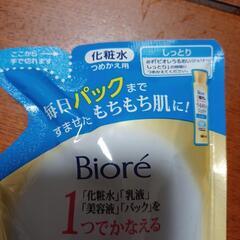 ここから
手で切れます
化粧水
つめかえ用
しっとり
毎日パックまで
すませたもちもち肌に!
Bioré
「化粧水」「乳液」
「美容液」「パック」を
1つでかなえる